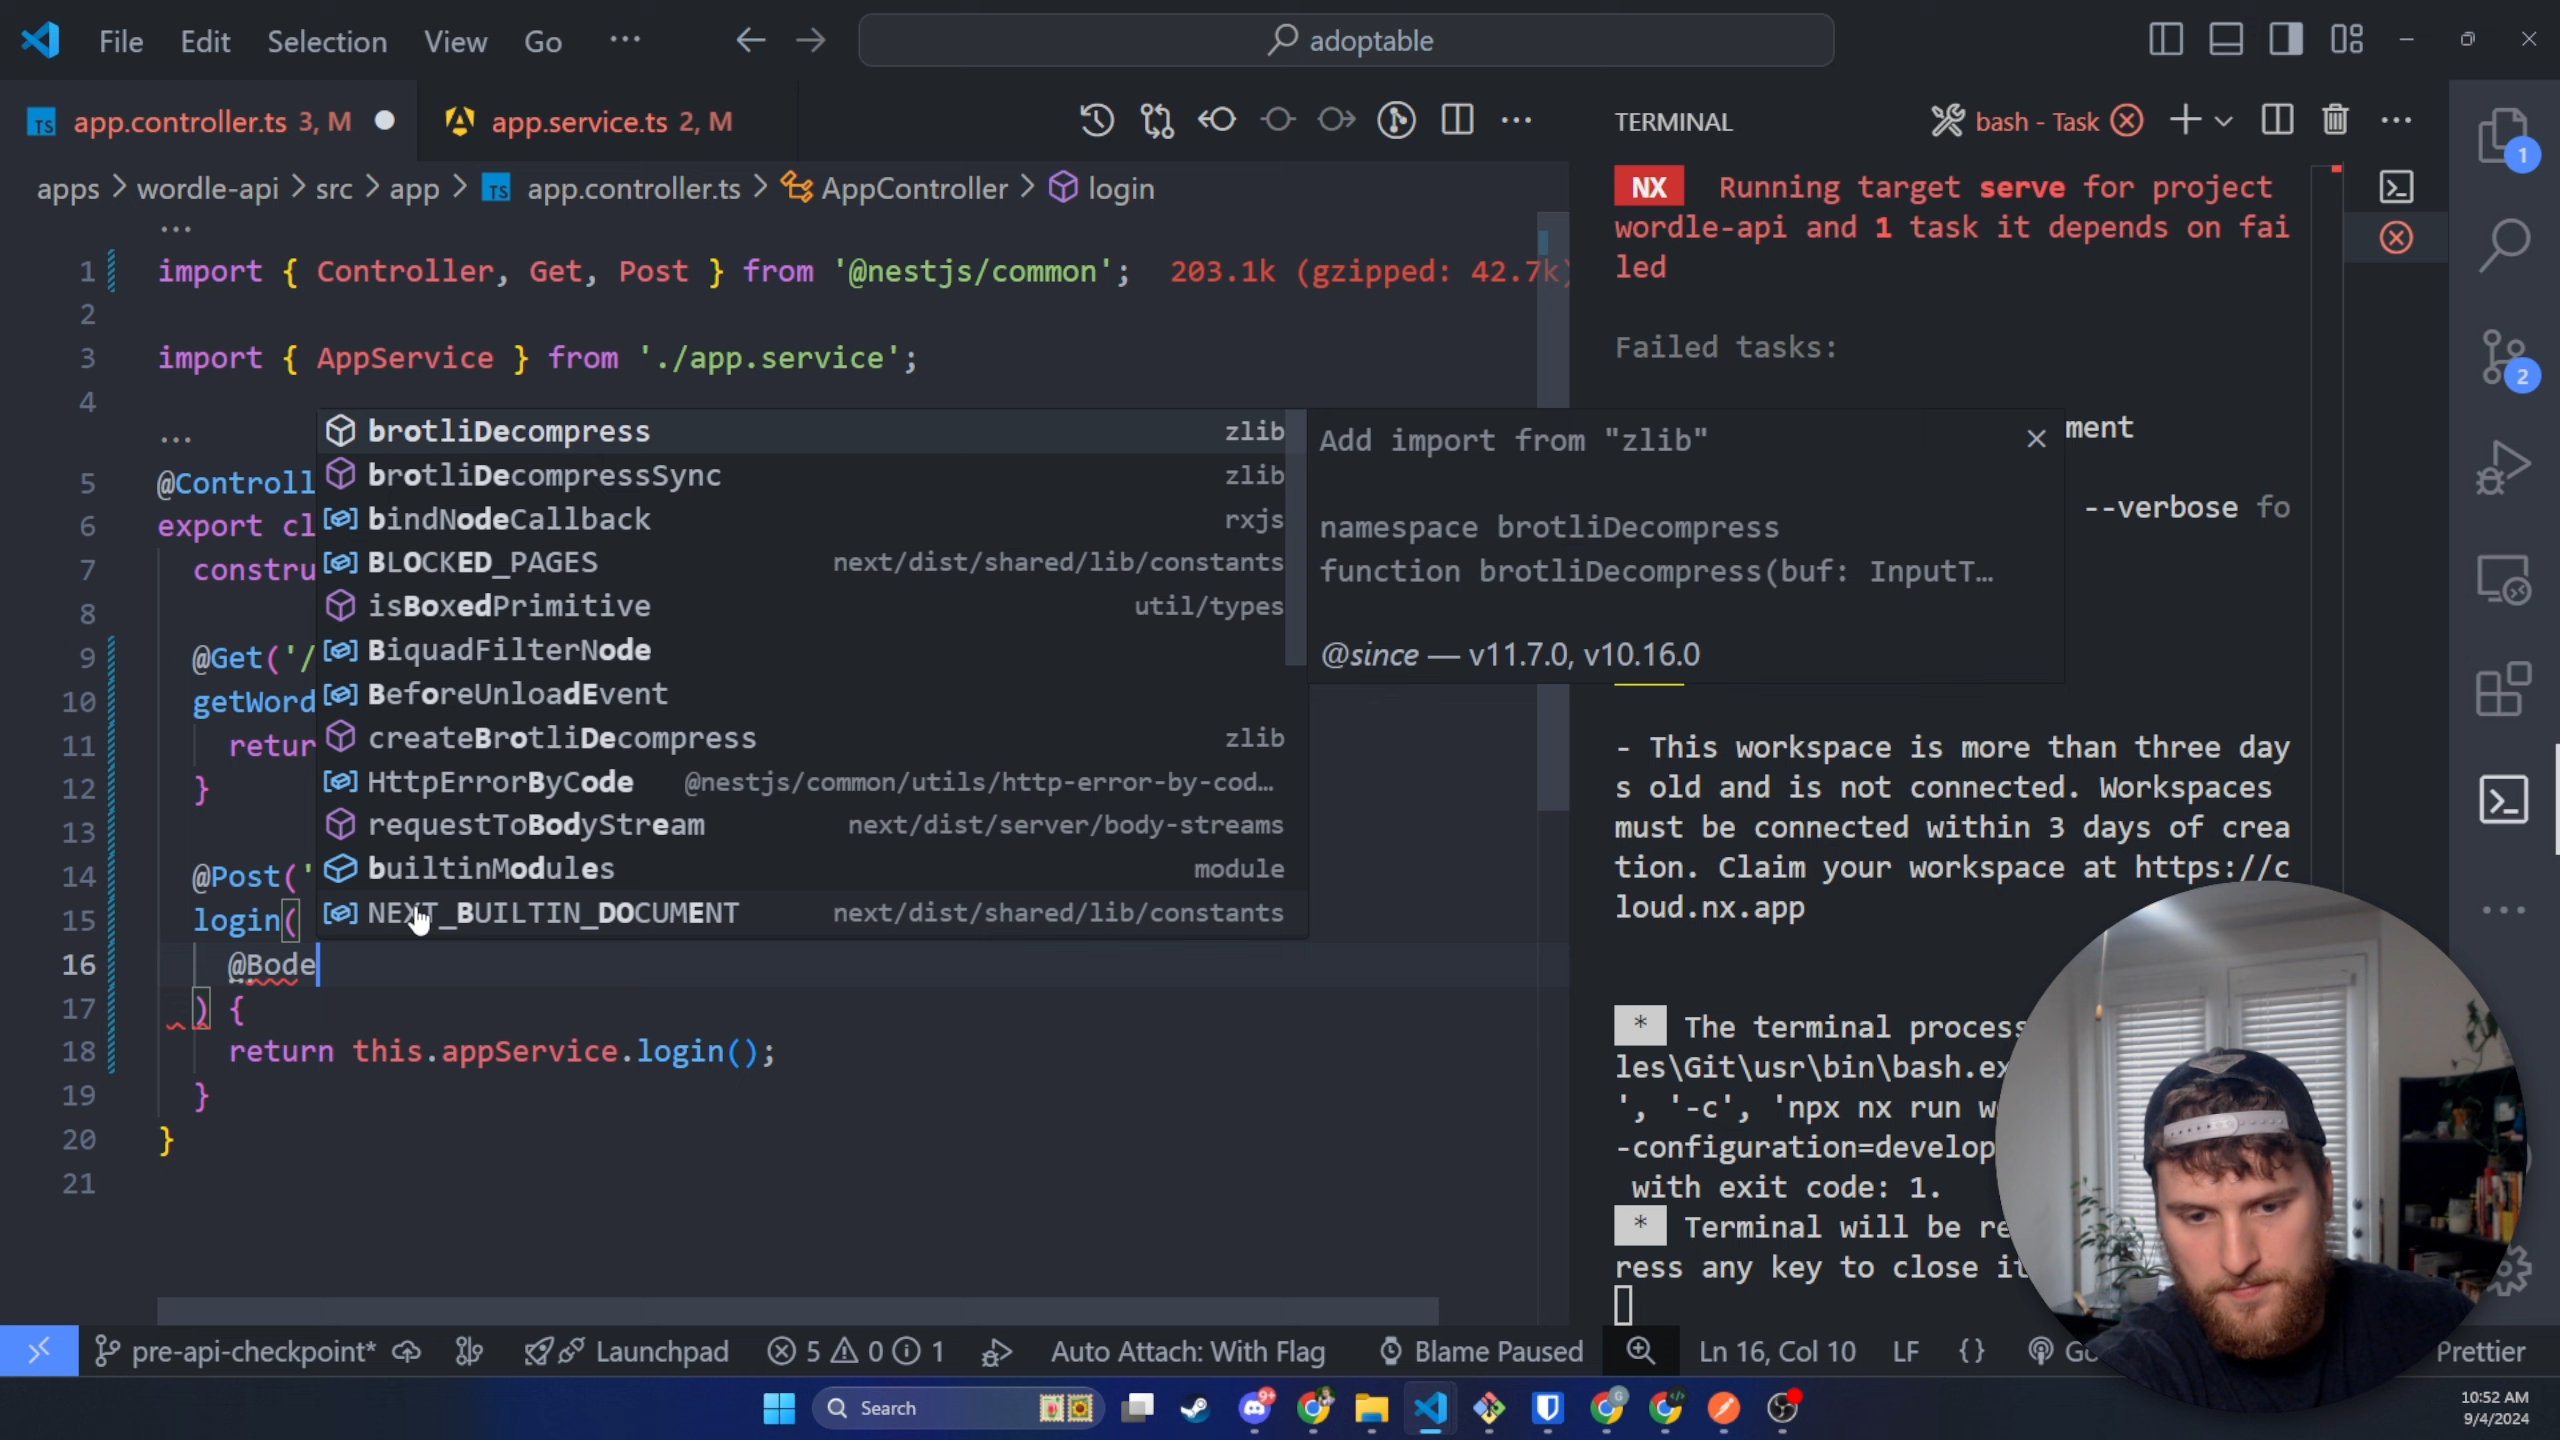 File Edit Selection View Go ··· adoptable
app.controller.ts 3, M app.service.ts 2, M
apps > wordle-api > src > app > TS app.controller.ts > AppController > login
1 import { Controller, Get, Post } from '@nestjs/common'; 203.1k (gzipped: 42.7k)
2
3 import { AppService } from './app.service';
4
5 @Controll
6 export cl
7 constru
8
9 @Get('/
10 getWord
11 retur
12 }
13
14 @Post('
15 login(
16 @Bode
17 ) {
18 return this.appService.login();
19 }
20 }
21
brotliDecompress zlib
brotliDecompressSync zlib
bindNodeCallback rxjs
BLOCKED_PAGES next/dist/shared/lib/constants
isBoxedPrimitive util/types
BiquadFilterNode
BeforeUnloadEvent
createBrotliDecompress zlib
HttpErrorByCode @nestjs/common/utils/http-error-by-cod…
requestToBodyStream next/dist/server/body-streams
builtinModules module
NEXT_BUILTIN_DOCUMENT next/dist/shared/lib/constants
Add import from "zlib"
namespace brotliDecompress
function brotliDecompress(buf: InputT…
@since — v11.7.0, v10.16.0
TERMINAL bash - Task
NX Running target serve for project
wordle-api and 1 task it depends on fai
led
Failed tasks:
ment
--verbose fo
- This workspace is more than three day
s old and is not connected. Workspaces
must be connected within 3 days of crea
tion. Claim your workspace at https://c
loud.nx.app
* The terminal process
les\Git\usr\bin\bash.ex
', '-c', 'npx nx run w
-configuration=develop
with exit code: 1.
* Terminal will be re
ress any key to close it
1
2
pre-api-checkpoint* Launchpad 5 0 1 Auto Attach: With Flag Blame Paused Ln 16, Col 10 LF {} Go Prettier
Search 9+
10:52 AM
9/4/2024